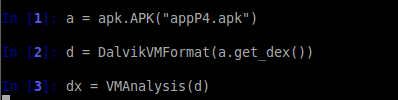 In [1]: a = apk.APK("appP4.apk")
In [2]: d = DalvikVMFormat(a.get_dex())
In [3]: dx = VMAnalysis(d)